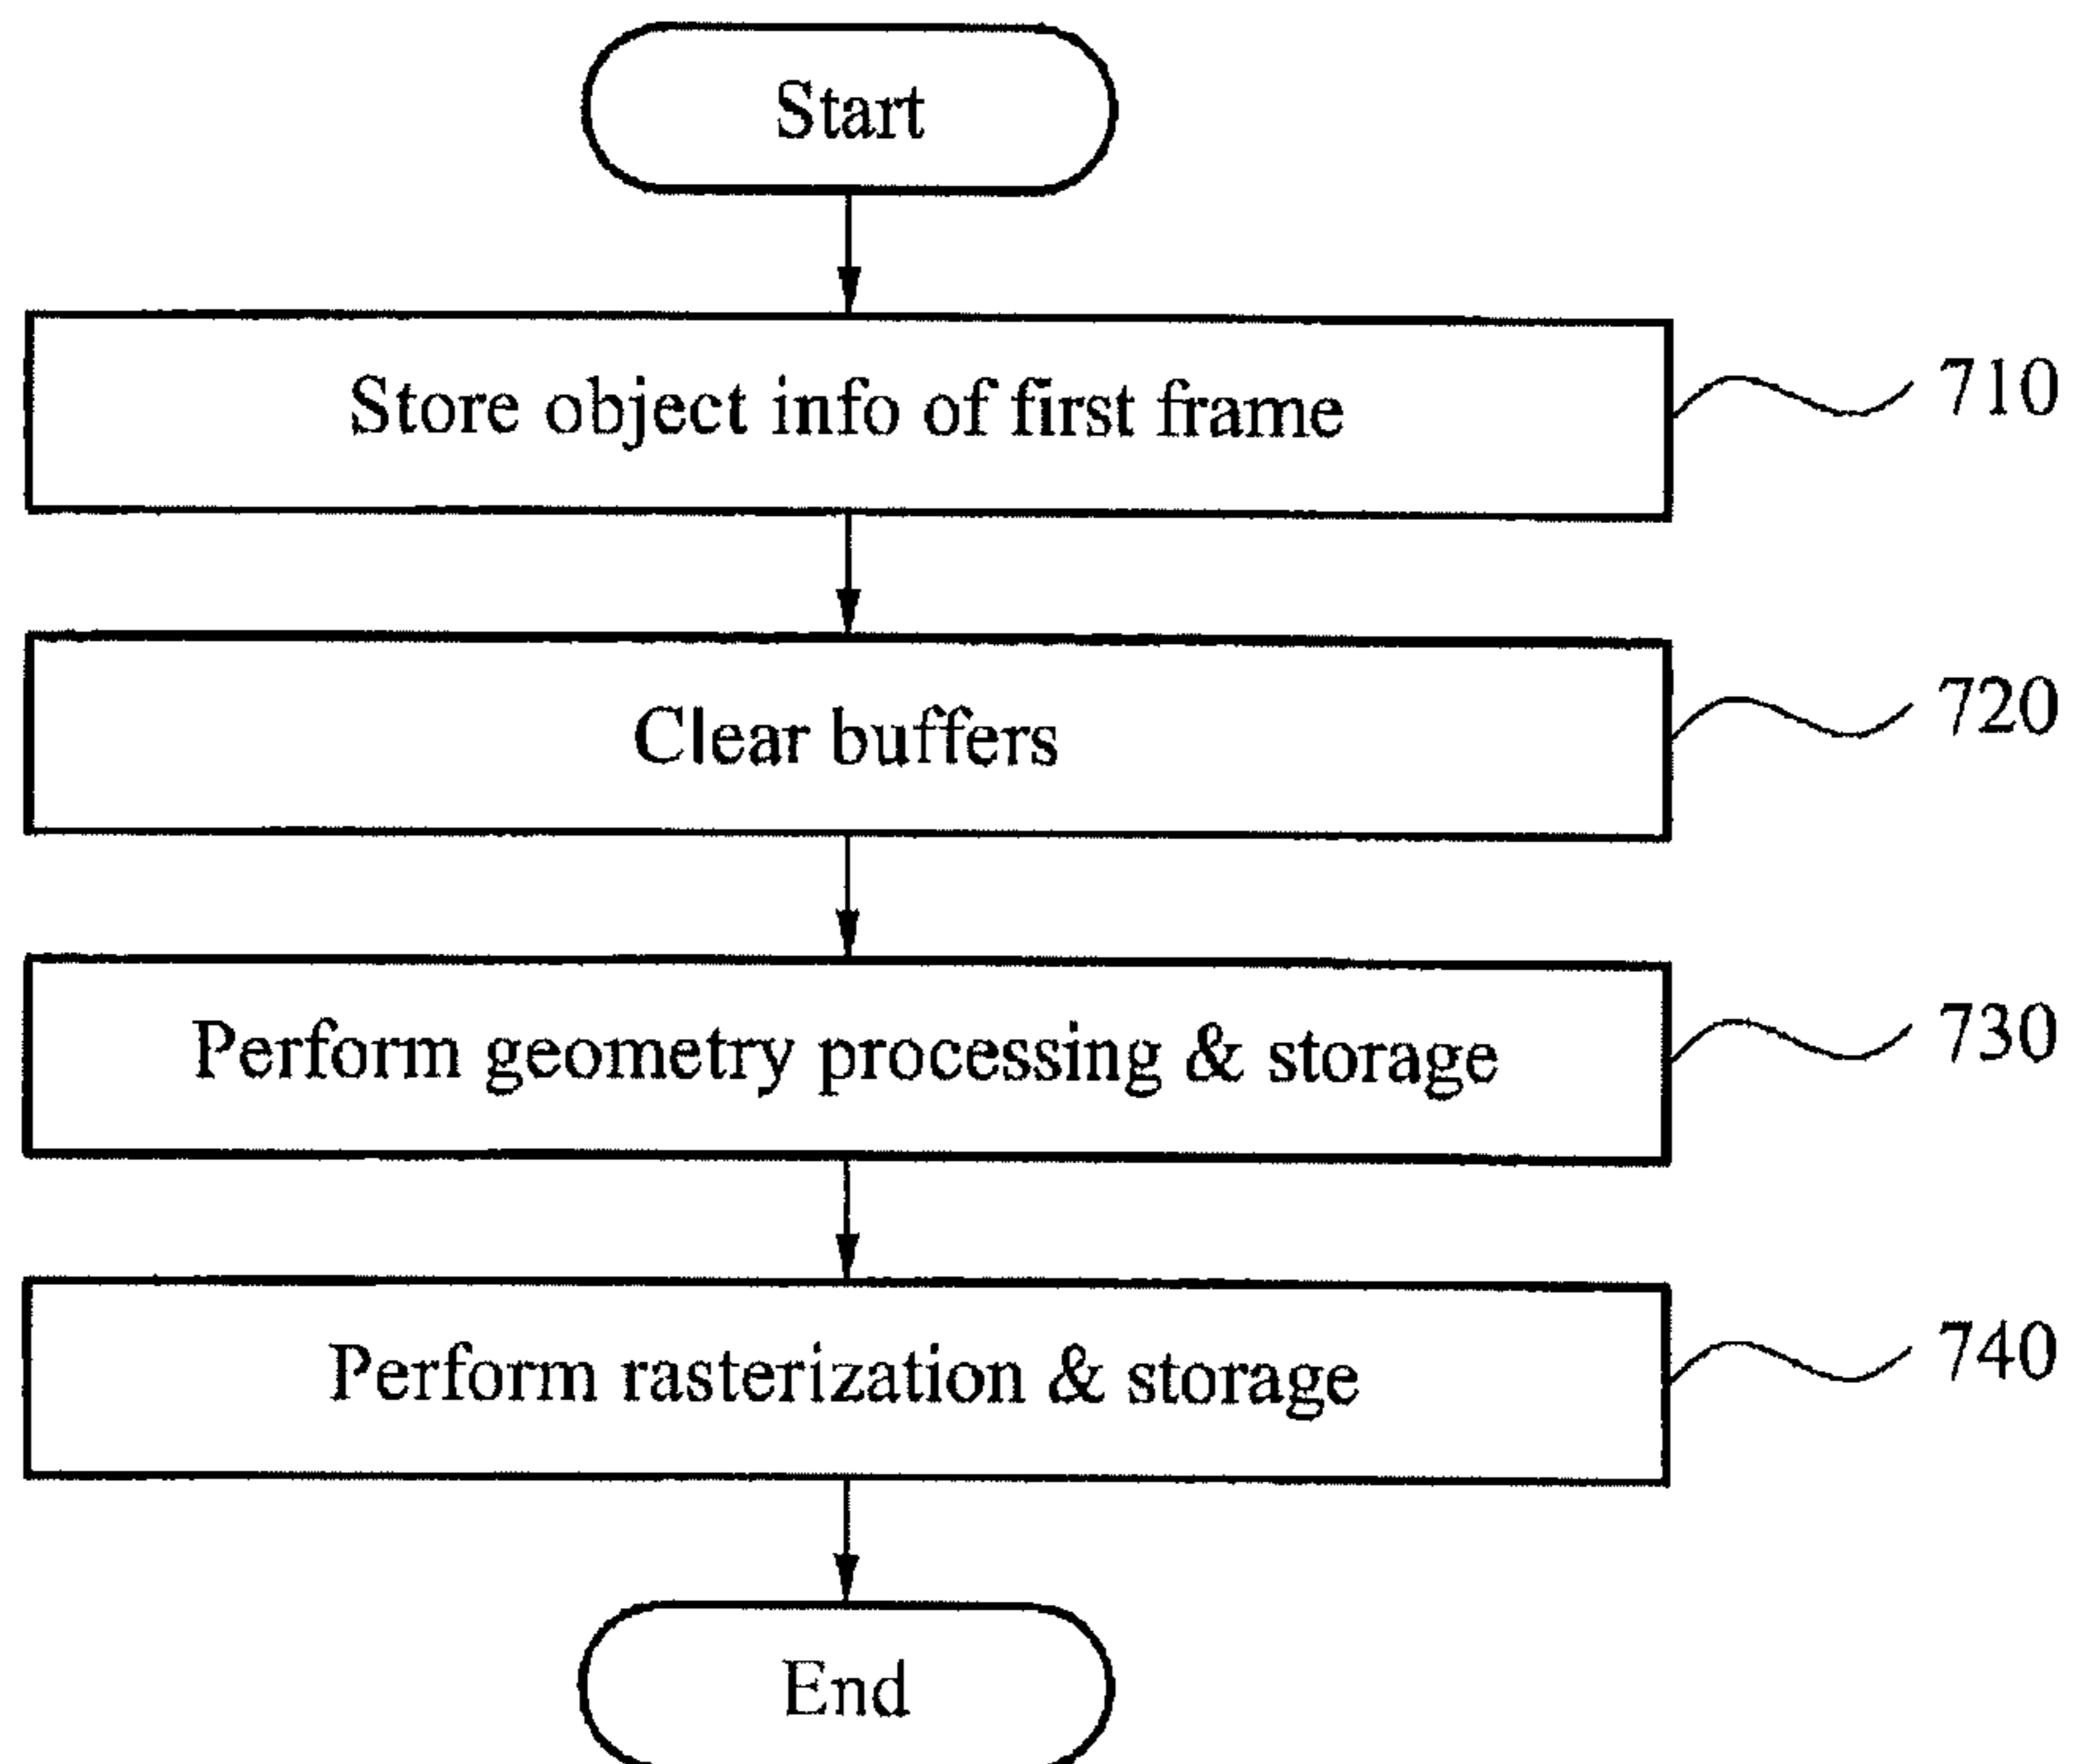 Start
Store object info of first frame
710
Clear buffers
720
Perform geometry processing & storage
730
Perform rasterization & storage
740
End